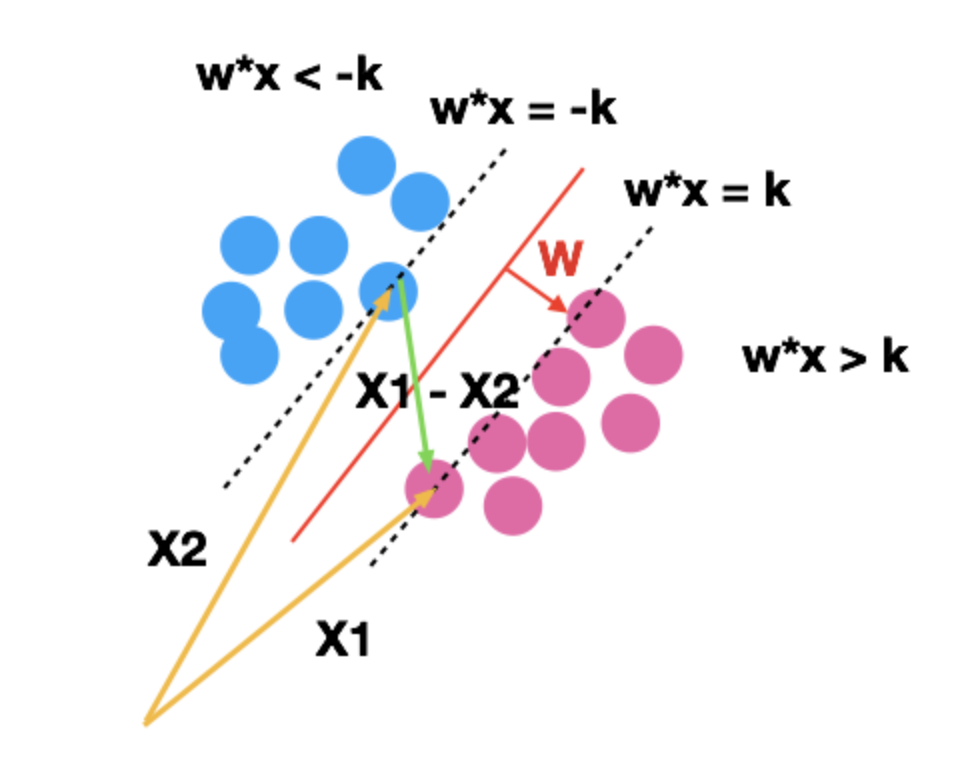 w*x < -k
w*x = -k
w*x = k
W
w*x > k
X1 - X2
X2
X1